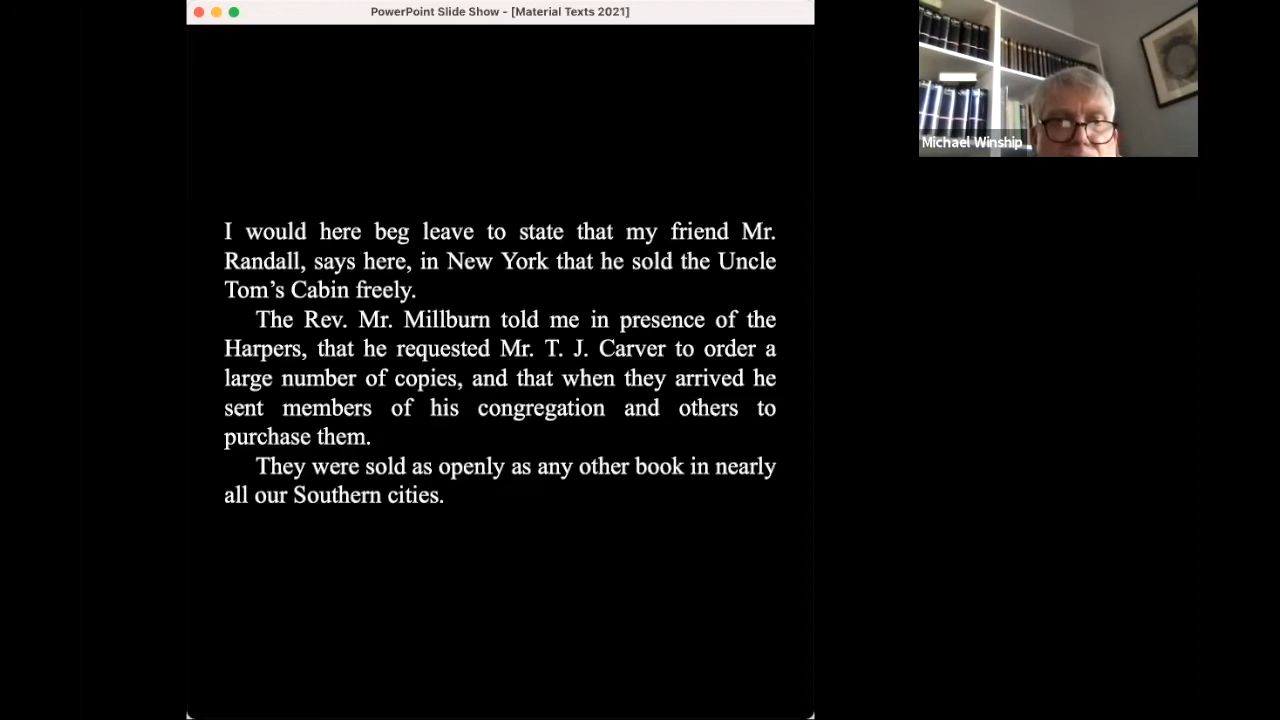 PowerPoint Slide Show - [Material Texts 2021]
Michael Winship
I would here beg leave to state that my friend Mr.
Randall, says here, in New York that he sold the Uncle
Tom’s Cabin freely.
The Rev. Mr. Millburn told me in presence of the
Harpers, that he requested Mr. T. J. Carver to order a
large number of copies, and that when they arrived he
sent members of his congregation and others to
purchase them.
They were sold as openly as any other book in nearly
all our Southern cities.